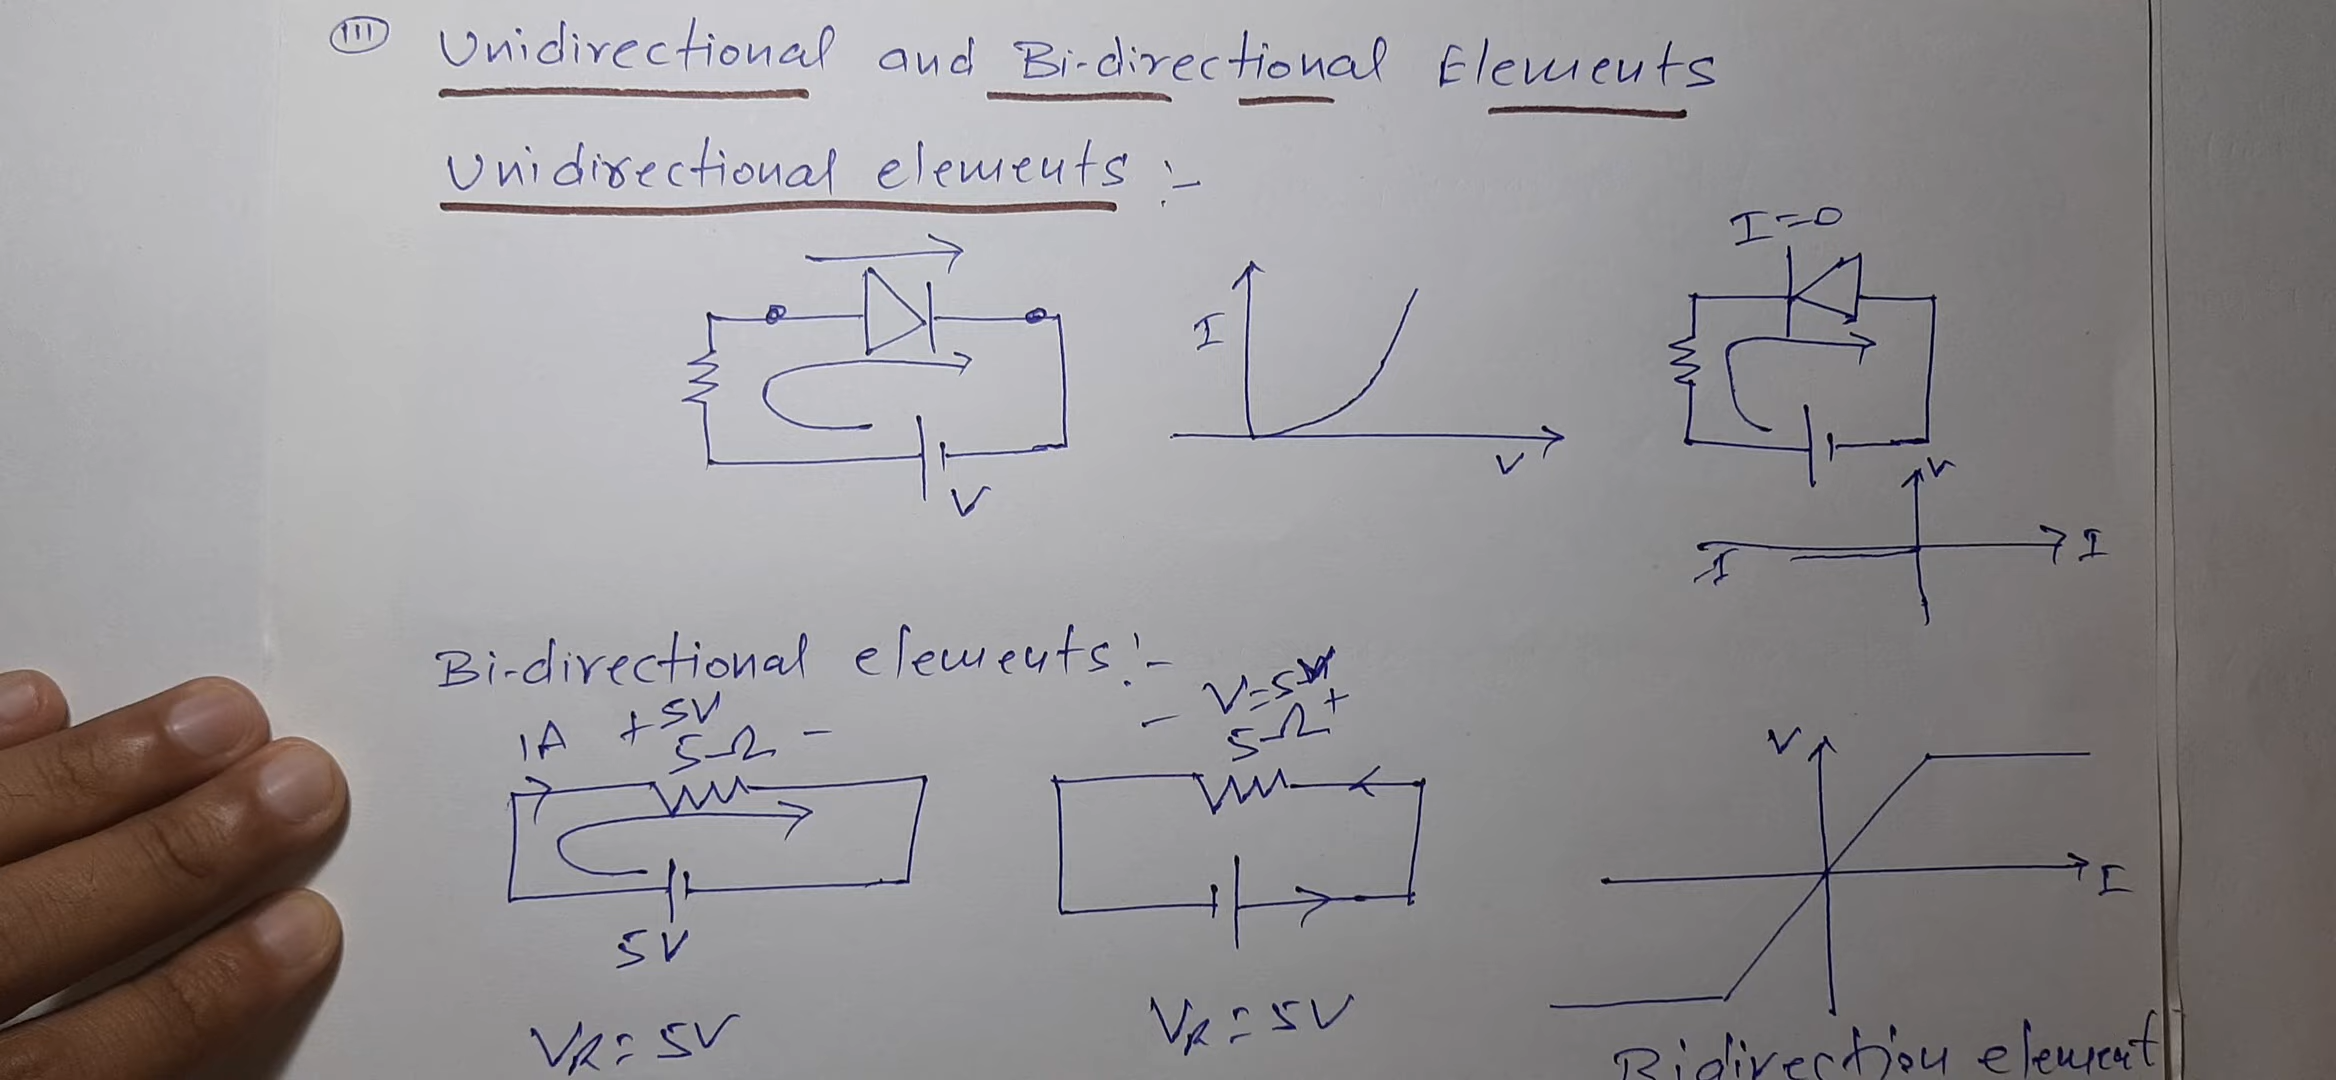 (III) Unidirectional and Bi-directional Elements
Unidirectional elements :-
I=0
I
V
V
V
I
I
Bi-directional elements :-
1A + 5V -
5Ω
- V=5V +
5Ω
V
I
5V
VR = 5V
VR = 5V
Bidirection element